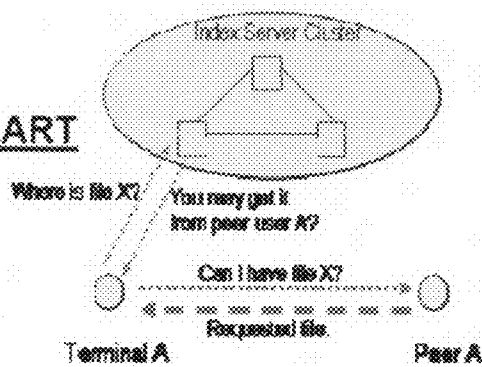 Index Server Cluster
ART
Where is file X?
You may get it
from peer user A?
Can I have file X?
Requested file.
Terminal A
Peer A